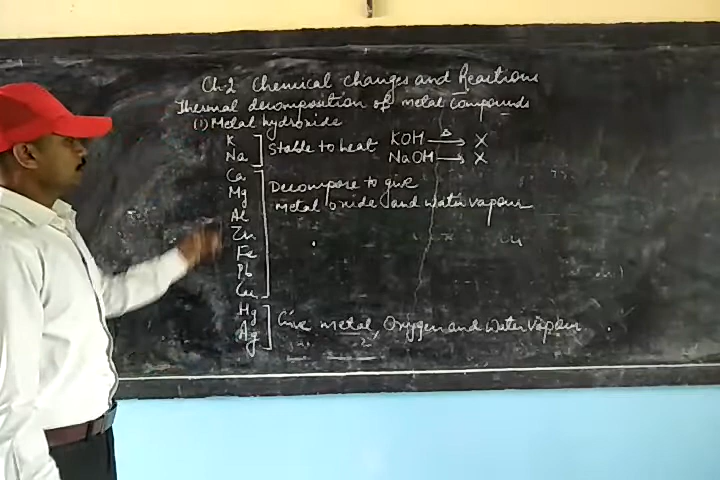 Ch-2 Chemical changes and Reactions
Thermal decomposition of metal compounds
(1) Metal hydroxide
K
Na
Stable to heat
KOH —Δ→ X
NaOH ⟶ X
Ca
Mg
Al
Zn
Fe
Pb
Cu
Decompose to give
metal oxide and water vapour
Hg
Ag
Give metal, Oxygen and Water vapour